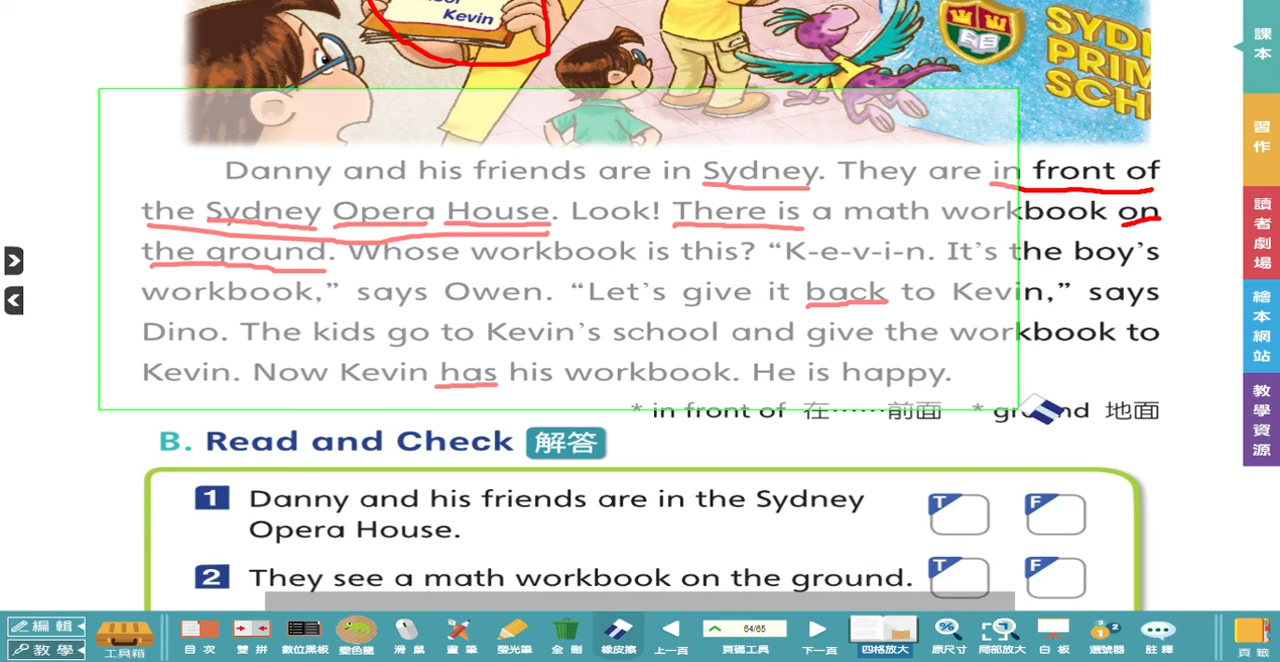 Kevin
SYD
PRIM
SCH
Danny and his friends are in Sydney. They are in front of
the Sydney Opera House. Look! There is a math workbook on
the ground. Whose workbook is this? “K-e-v-i-n. It’s the boy’s
workbook,” says Owen. “Let’s give it back to Kevin,” says
Dino. The kids go to Kevin’s school and give the workbook to
Kevin. Now Kevin has his workbook. He is happy.
* in front of 在……前面 * ground 地面
B. Read and Check 解答
1 Danny and his friends are in the Sydney T F
Opera House.
2 They see a math workbook on the ground. T F
課本
習作
讀者劇場
繪本網站
教學資源
編輯
教學
工具箱
目次 雙拼 數位黑板 變色龍 滑鼠 畫筆 螢光筆 全刪 橡皮擦 上一頁 64/65 頁碼工具 下一頁 四格放大 原尺寸 局部放大 白板 選號器 註釋 頁籤